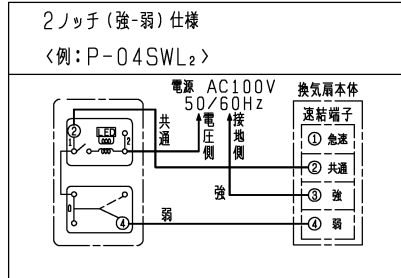 2ノッチ(強-弱)仕様
〈例:P-04SWL₂〉
電源 AC100V
50/60Hz
換気扇本体
速結端子
共通
電圧側
接地側
② LED
1 2
① 急速
② 共通
強
③ 強
0
④
弱
④ 弱